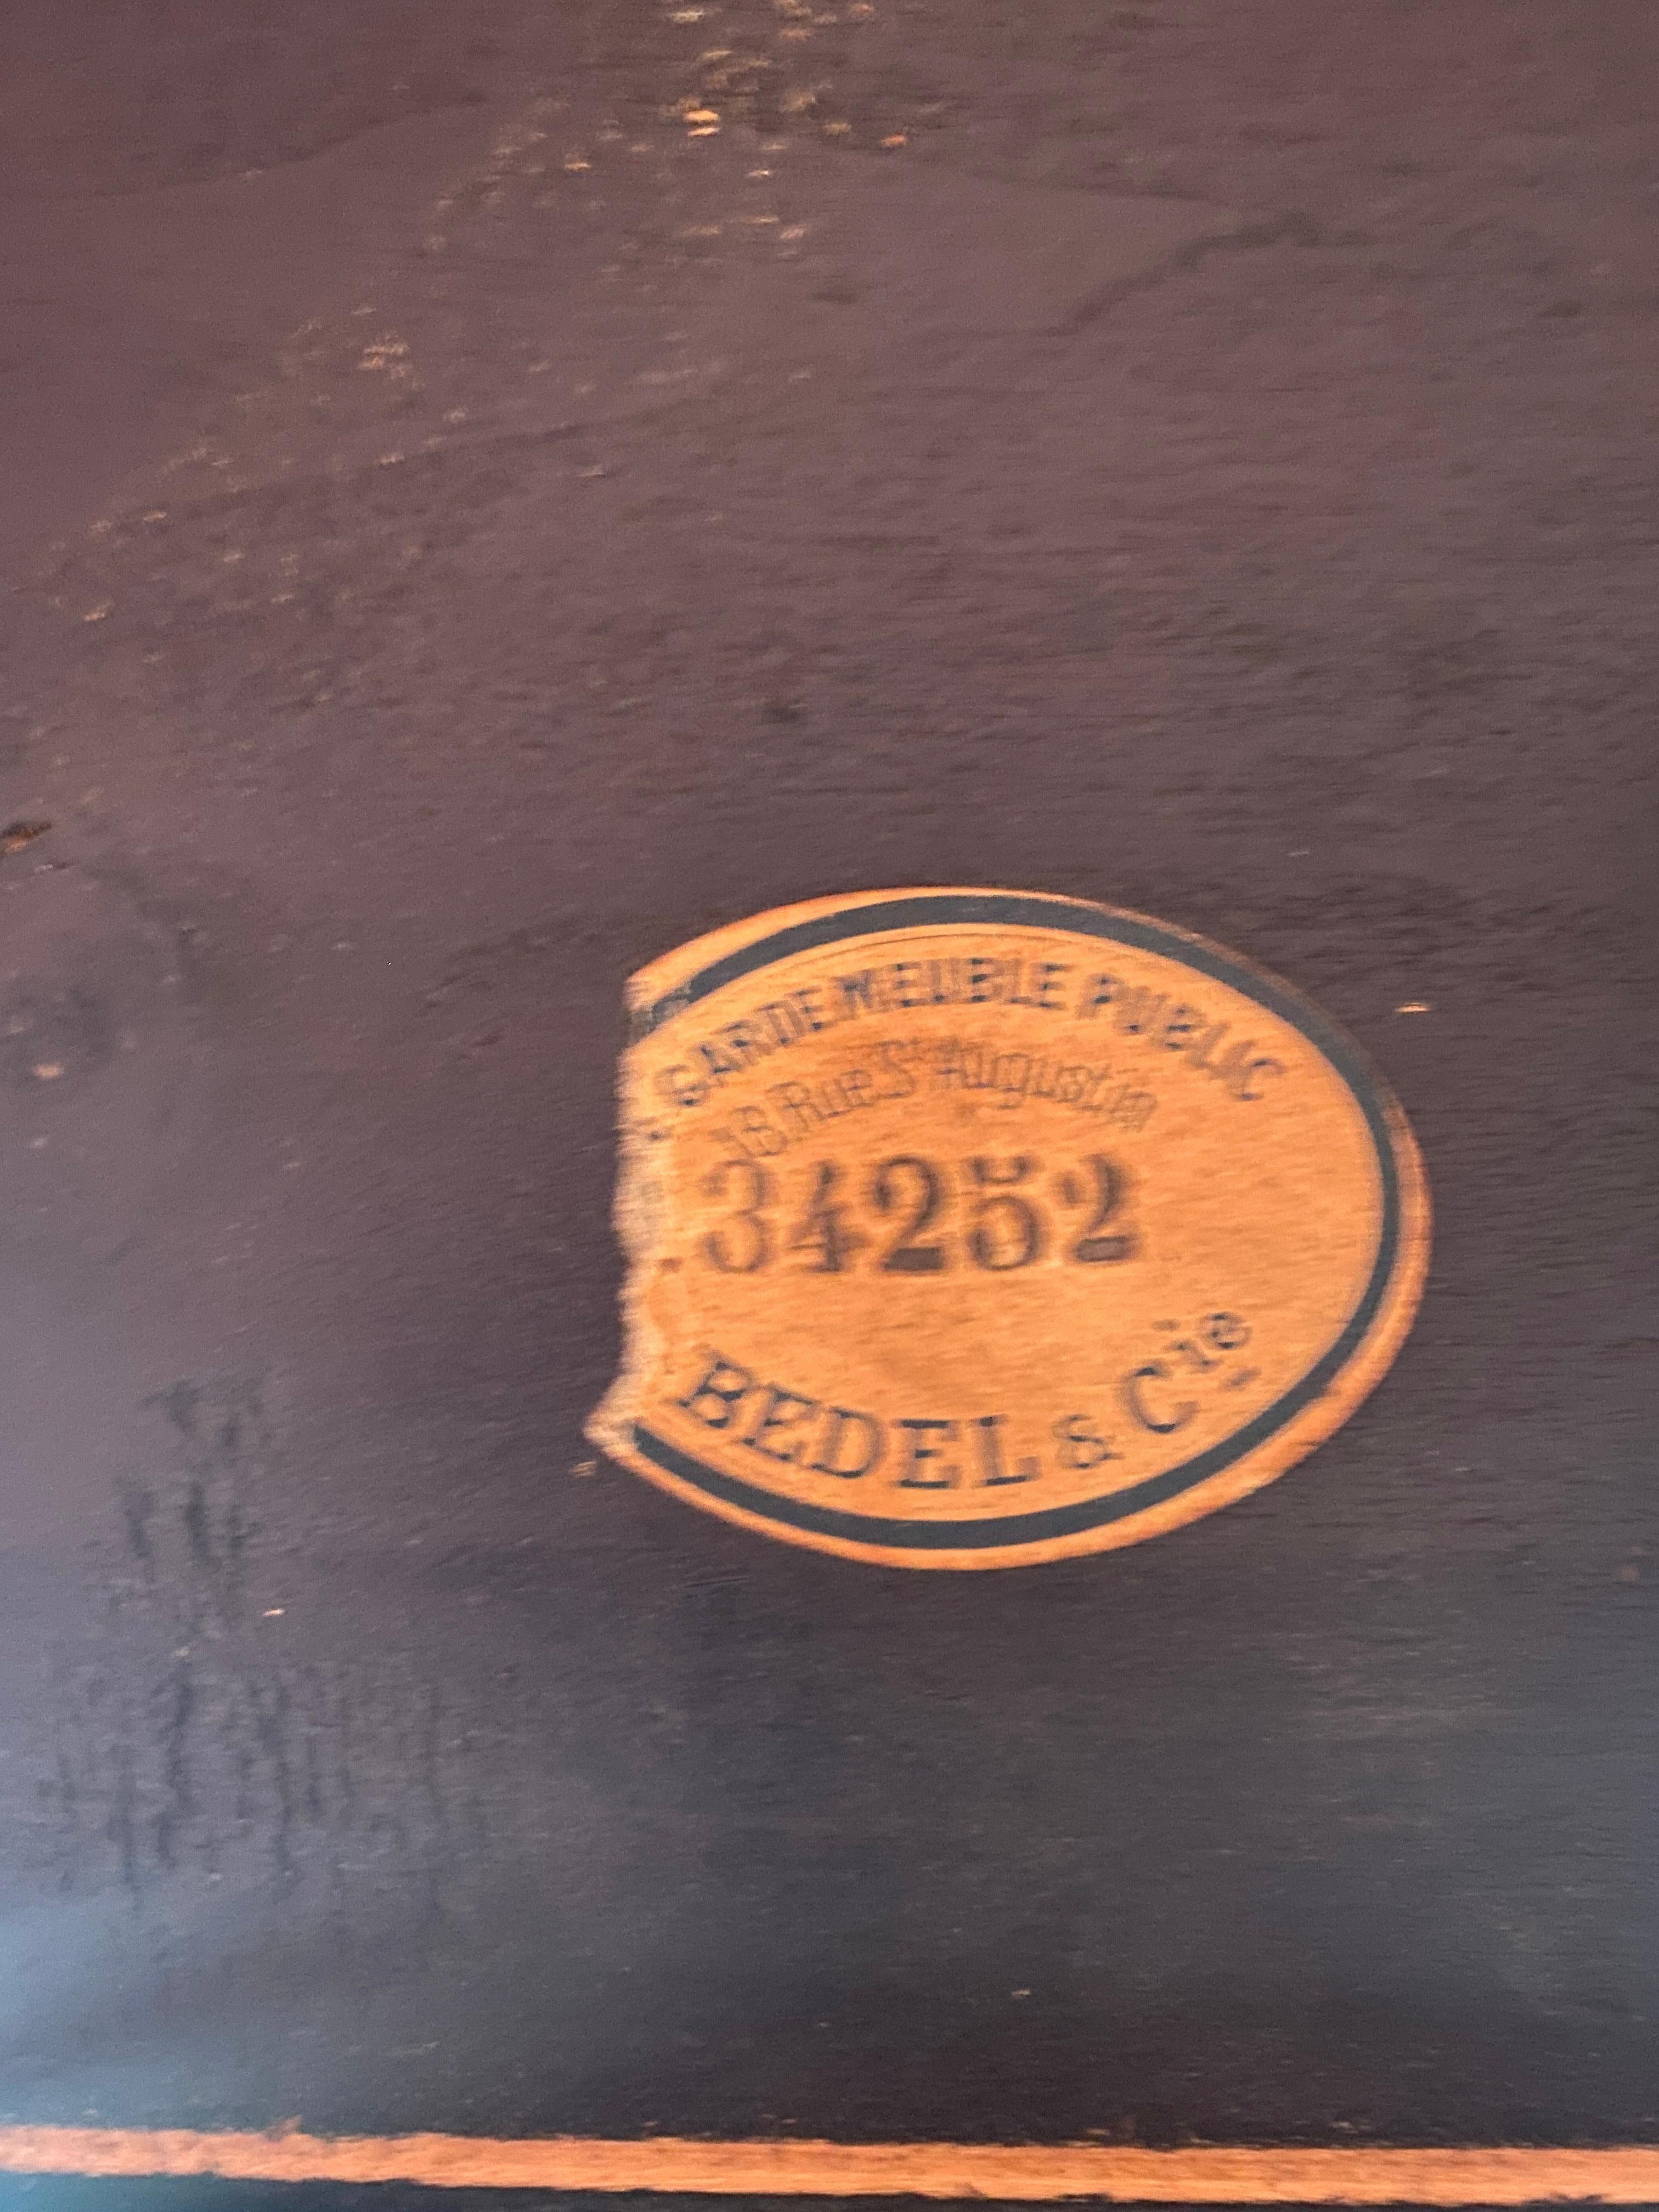 GARDE MEUBLE PUBLIC
18 Rue St Augustin
34252
BEDEL & Cie